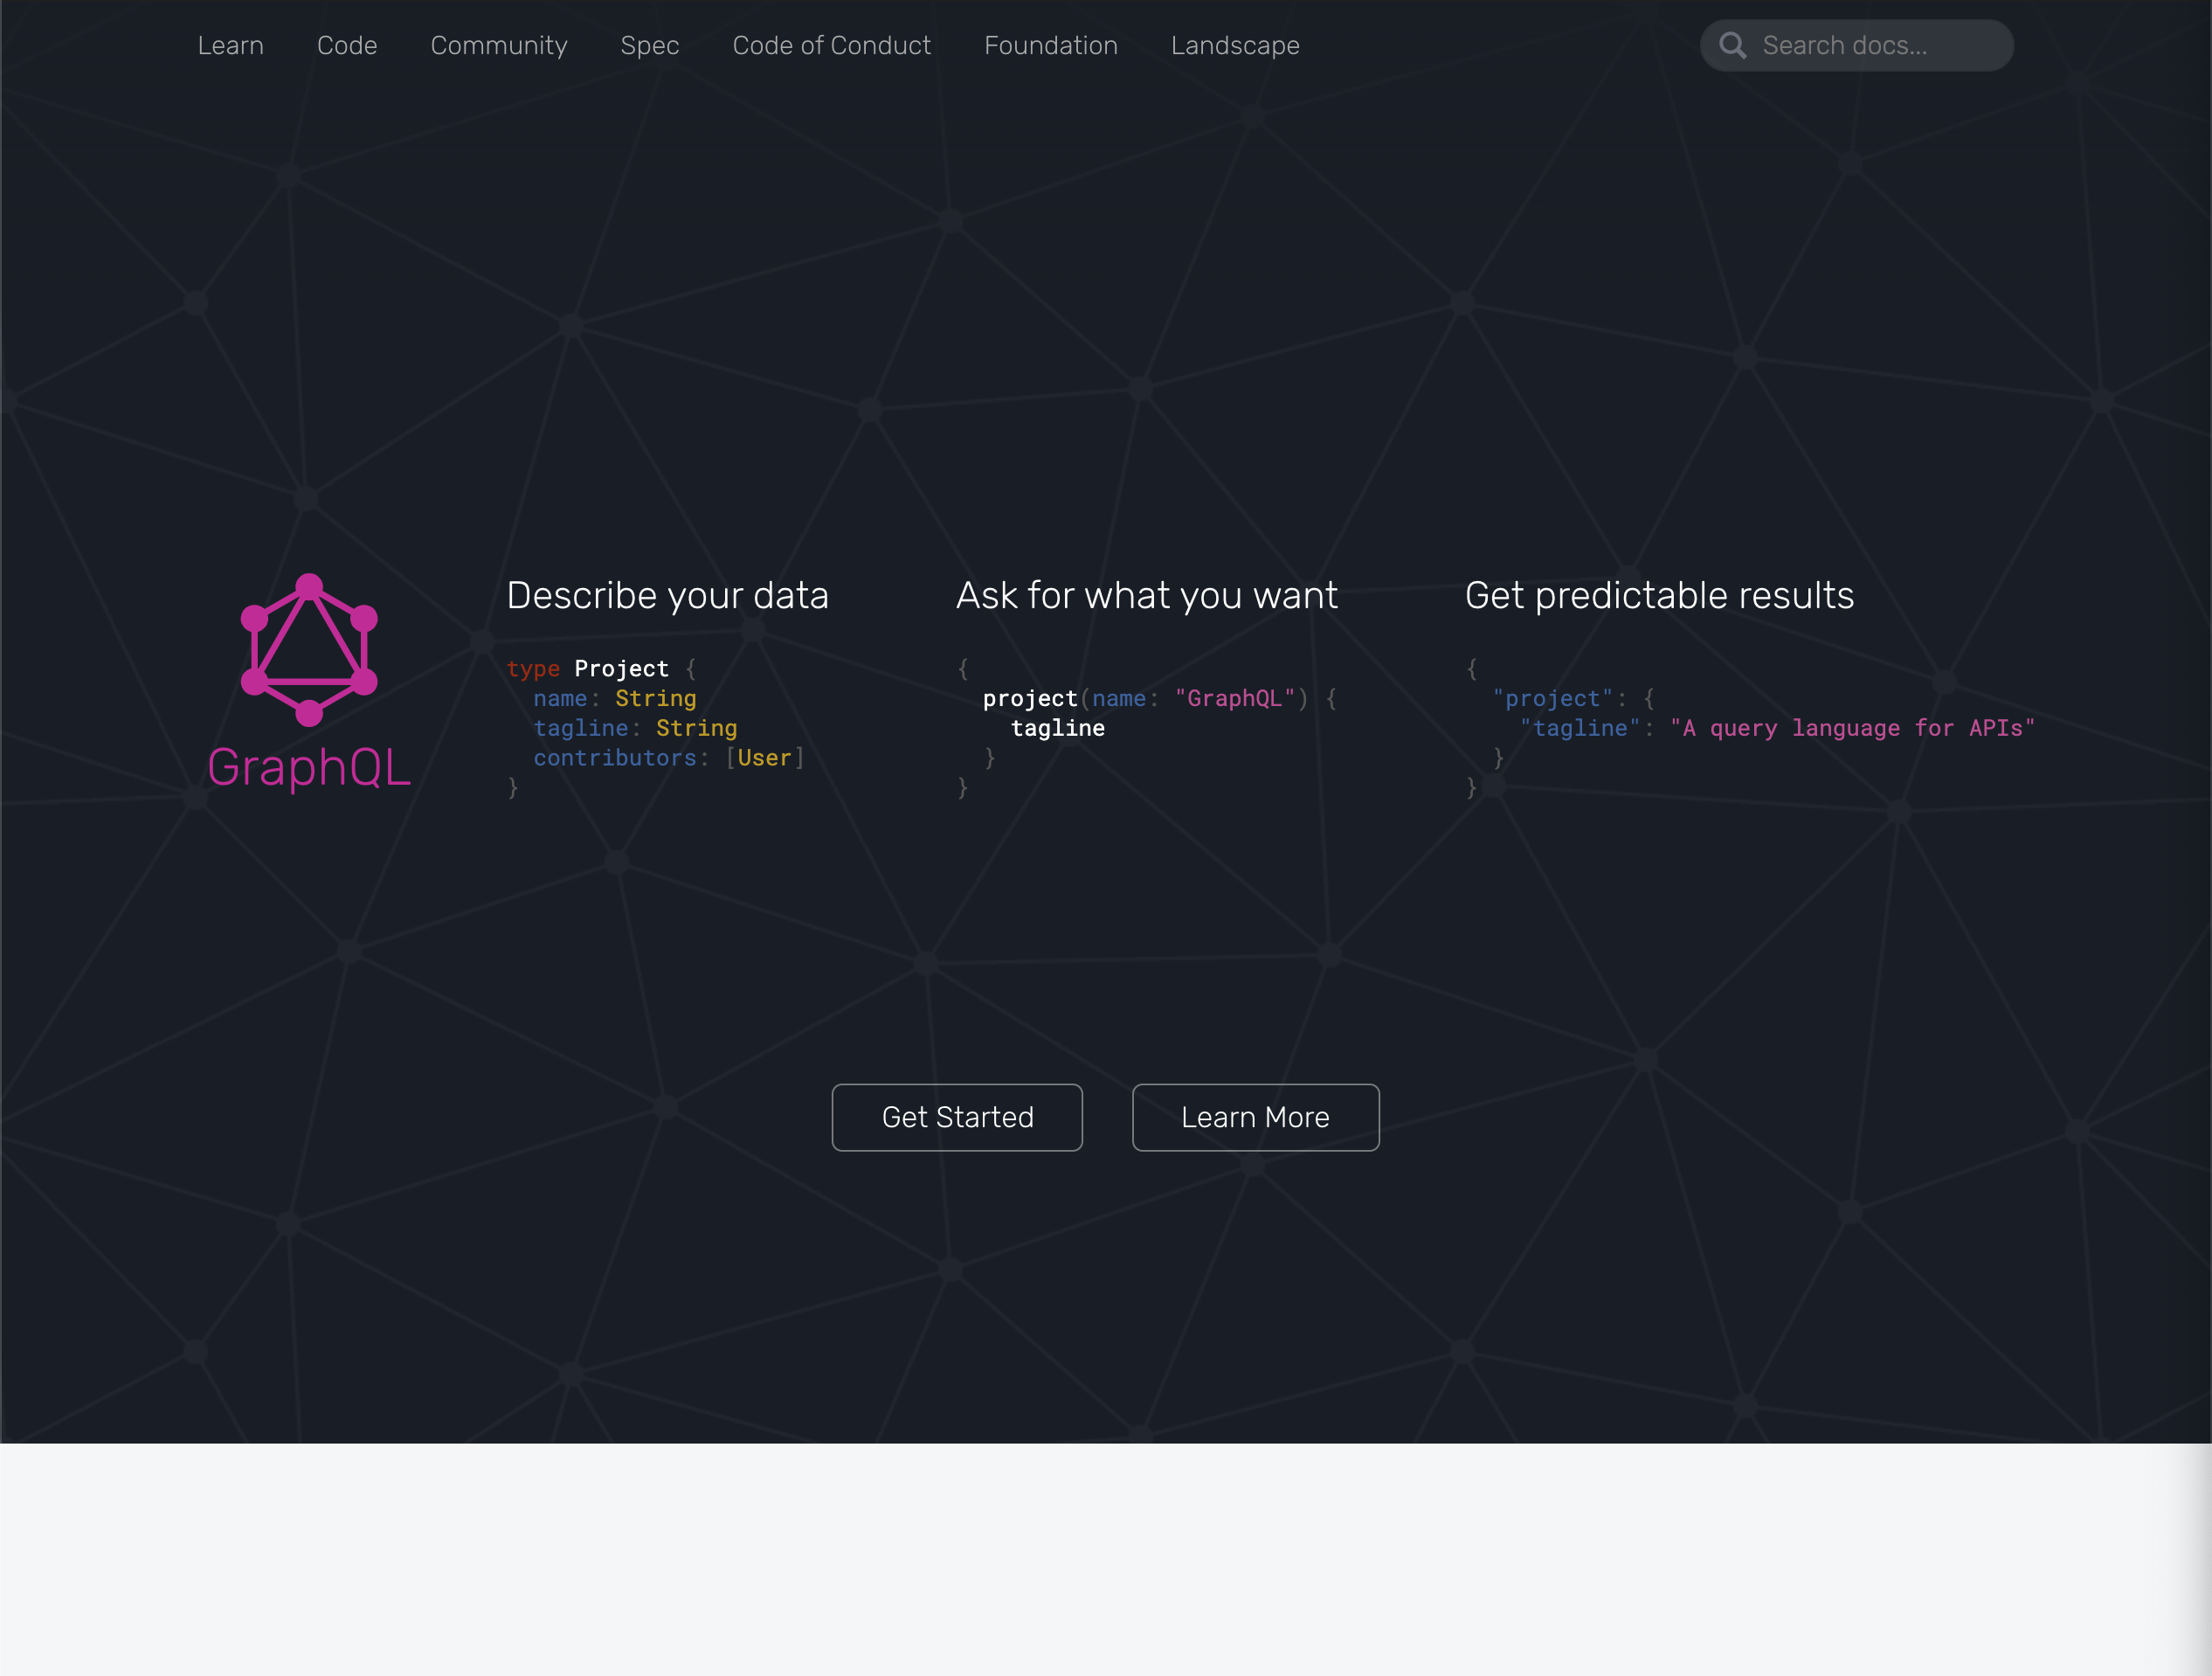 Learn Code Community Spec Code of Conduct Foundation Landscape Search docs...
GraphQL
Describe your data
type Project {
  name: String
  tagline: String
  contributors: [User]
}
Ask for what you want
{
  project(name: "GraphQL") {
    tagline
  }
}
Get predictable results
{
  "project": {
    "tagline": "A query language for APIs"
  }
}
Get Started Learn More